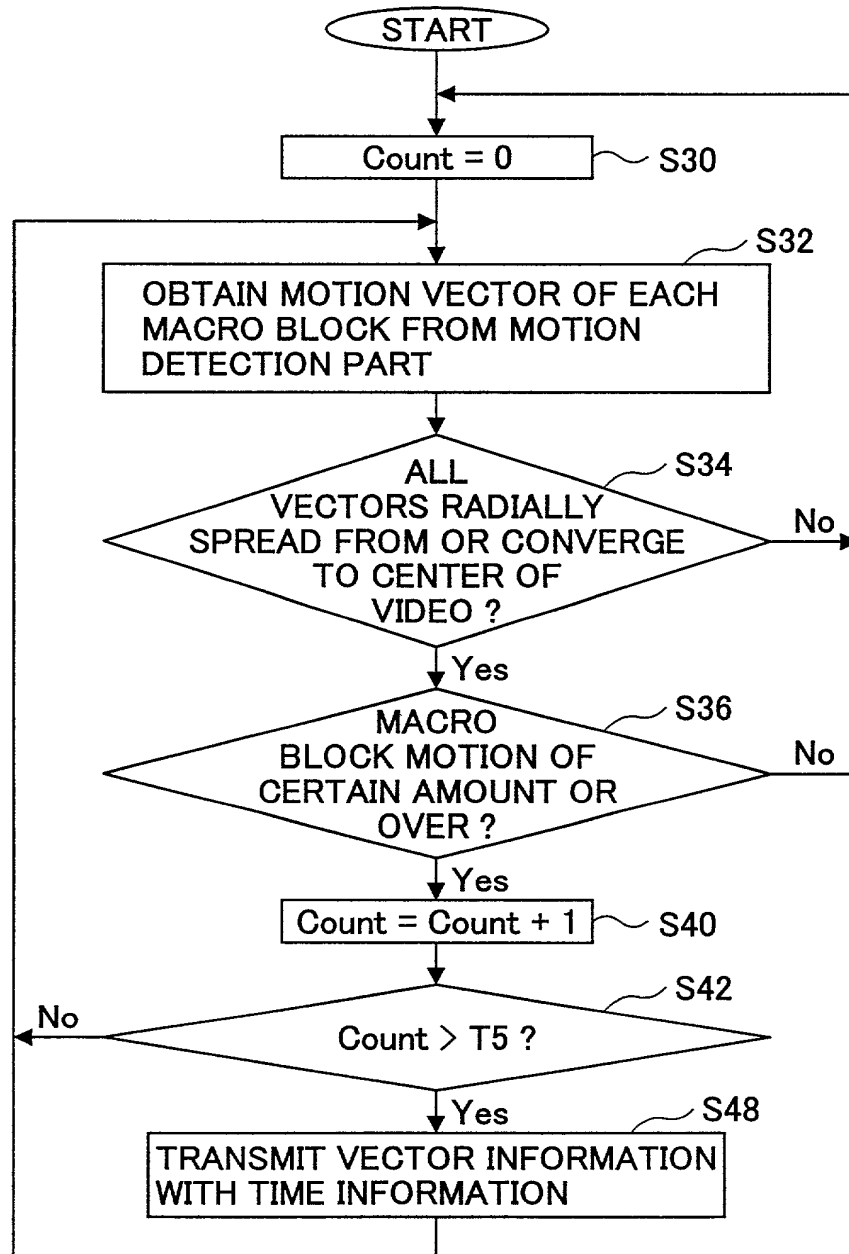 START
Count = 0
S30
S32
OBTAIN MOTION VECTOR OF EACH
MACRO BLOCK FROM MOTION
DETECTION PART
S34
ALL
VECTORS RADIALLY
SPREAD FROM OR CONVERGE
TO CENTER OF
VIDEO ?
No
Yes
S36
MACRO
BLOCK MOTION OF
CERTAIN AMOUNT OR
OVER ?
No
Yes
Count = Count + 1
S40
S42
Count > T5 ?
No
Yes
S48
TRANSMIT VECTOR INFORMATION
WITH TIME INFORMATION